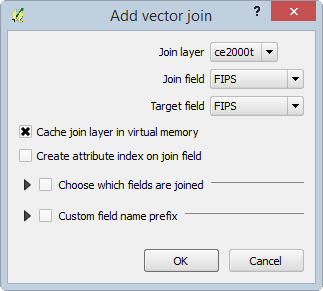 Add vector join
Join layer ce2000t
Join field FIPS
Target field FIPS
Cache join layer in virtual memory
Create attribute index on join field
Choose which fields are joined
Custom field name prefix
OK Cancel